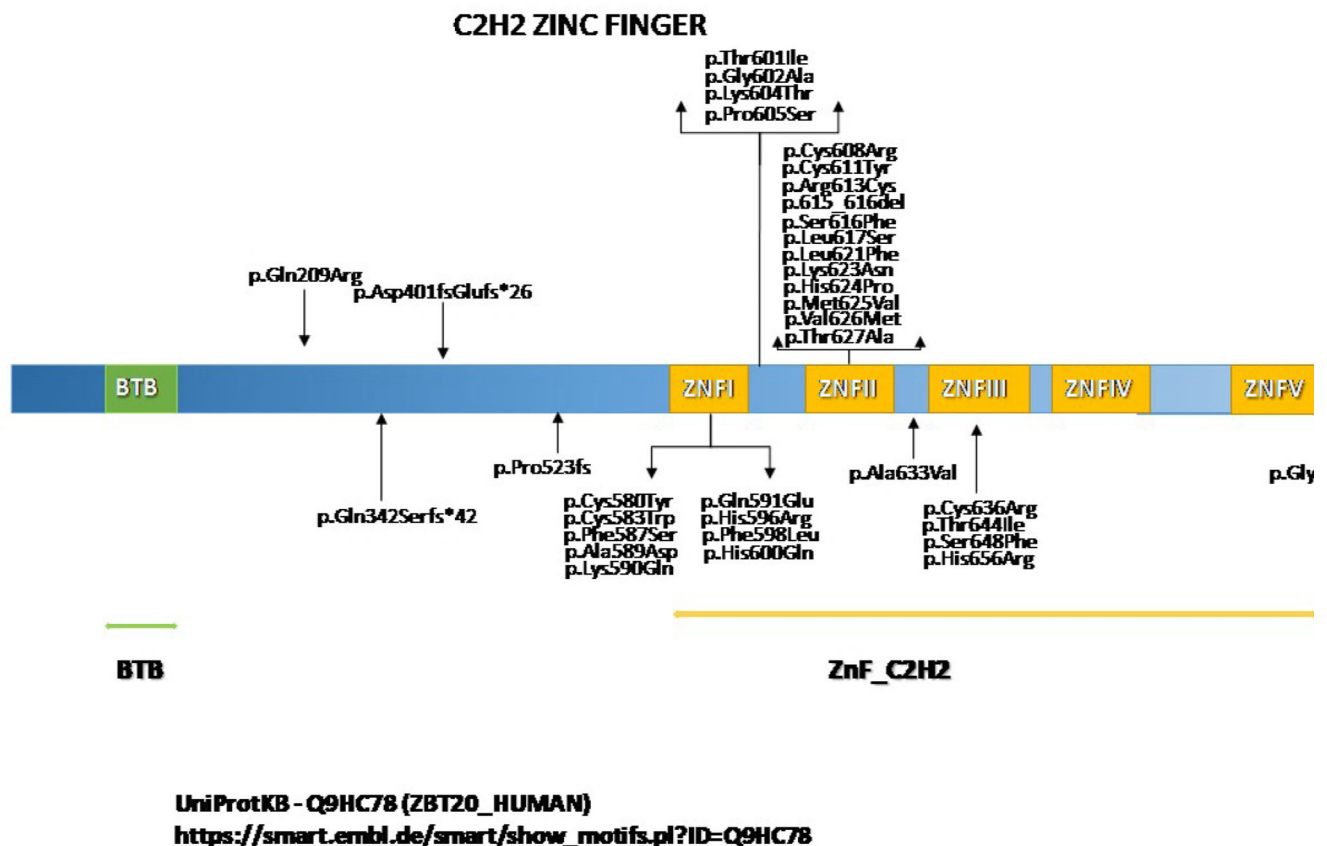 C2H2 ZINC FINGER
p.Thr601Ile
p.Gly602Ala
p.Lys604Thr
p.Pro605Ser
p.Cys608Arg
p.Cys611Tyr
p.Arg613Cys
p.615_616del
p.Ser616Phe
p.Leu617Ser
p.Leu621Phe
p.Lys623Asn
p.His624Pro
p.Met625Val
p.Val626Met
p.Thr627Ala
p.Gln209Arg
p.Asp401fsGlufs*26
BTB
ZNFI
ZNFII
ZNFIII
ZNFIV
ZNFV
p.Gln342Serfs*42
p.Pro523fs
p.Cys580Tyr
p.Cys583Trp
p.Phe587Ser
p.Ala589Asp
p.Lys590Gln
p.Gln591Glu
p.His596Arg
p.Phe598Leu
p.His600Gln
p.Ala633Val
p.Cys636Arg
p.Thr644Ile
p.Ser648Phe
p.His656Arg
p.Gly
BTB
ZnF_C2H2
UniProtKB - Q9HC78 (ZBT20_HUMAN)
https://smart.embl.de/smart/show_motifs.pl?ID=Q9HC78